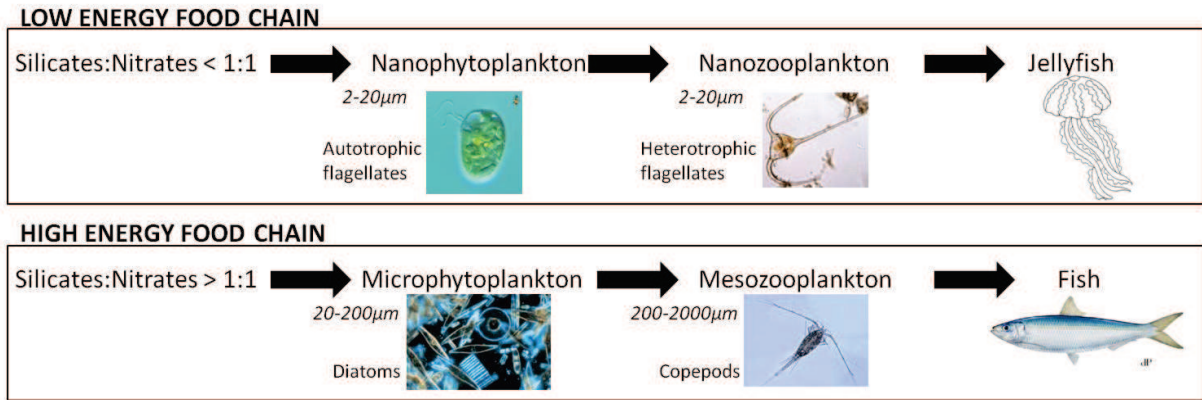 LOW ENERGY FOOD CHAIN
Silicates:Nitrates < 1:1
Nanophytoplankton
Nanozooplankton
Jellyfish
2-20µm
2-20µm
Autotrophic
flagellates
Heterotrophic
flagellates
HIGH ENERGY FOOD CHAIN
Silicates:Nitrates > 1:1
Microphytoplankton
Mesozooplankton
Fish
20-200µm
200-2000µm
Diatoms
Copepods